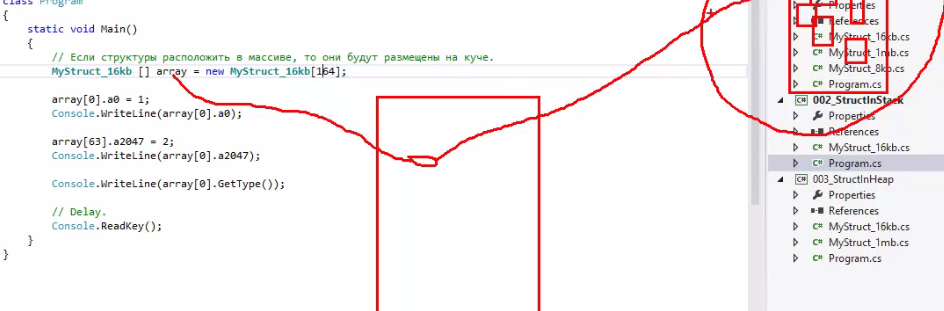 class Program
{
static void Main()
{
// Если структуры расположить в массиве, то они будут размещены на куче.
MyStruct_16kb [] array = new MyStruct_16kb[164];
array[0].a0 = 1;
Console.WriteLine(array[0].a0);
array[63].a2047 = 2;
Console.WriteLine(array[0].a2047);
Console.WriteLine(array[0].GetType());
// Delay.
Console.ReadKey();
}
}
Properties
References
C# MyStruct_16kb.cs
C# MyStruct_1mb.cs
C# MyStruct_8kb.cs
C# Program.cs
C# 002_StructInStack
Properties
References
C# MyStruct_16kb.cs
C# Program.cs
C# 003_StructInHeap
Properties
References
C# MyStruct_16kb.cs
C# MyStruct_1mb.cs
C# Program.cs